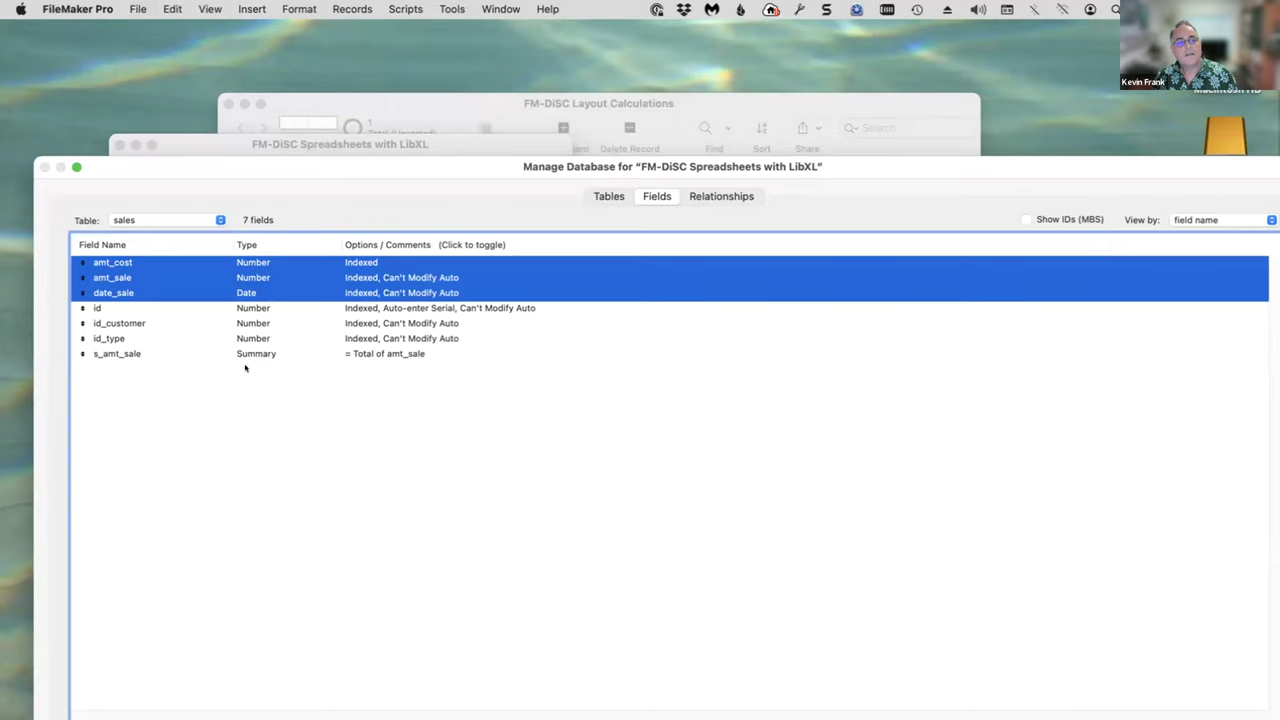 FileMaker Pro File Edit View Insert Format Records Scripts Tools Window Help
Kevin Frank
FM-DiSC Layout Calculations
1
Delete Record Find Sort Share
Search
FM-DiSC Spreadsheets with LibXL
Manage Database for "FM-DiSC Spreadsheets with LibXL"
Tables Fields Relationships
Table: sales 7 fields Show IDs (MBS) View by: field name
Field Name Type Options / Comments (Click to toggle)
amt_cost Number Indexed
amt_sale Number Indexed, Can't Modify Auto
date_sale Date Indexed, Can't Modify Auto
id Number Indexed, Auto-enter Serial, Can't Modify Auto
id_customer Number Indexed, Can't Modify Auto
id_type Number Indexed, Can't Modify Auto
s_amt_sale Summary = Total of amt_sale